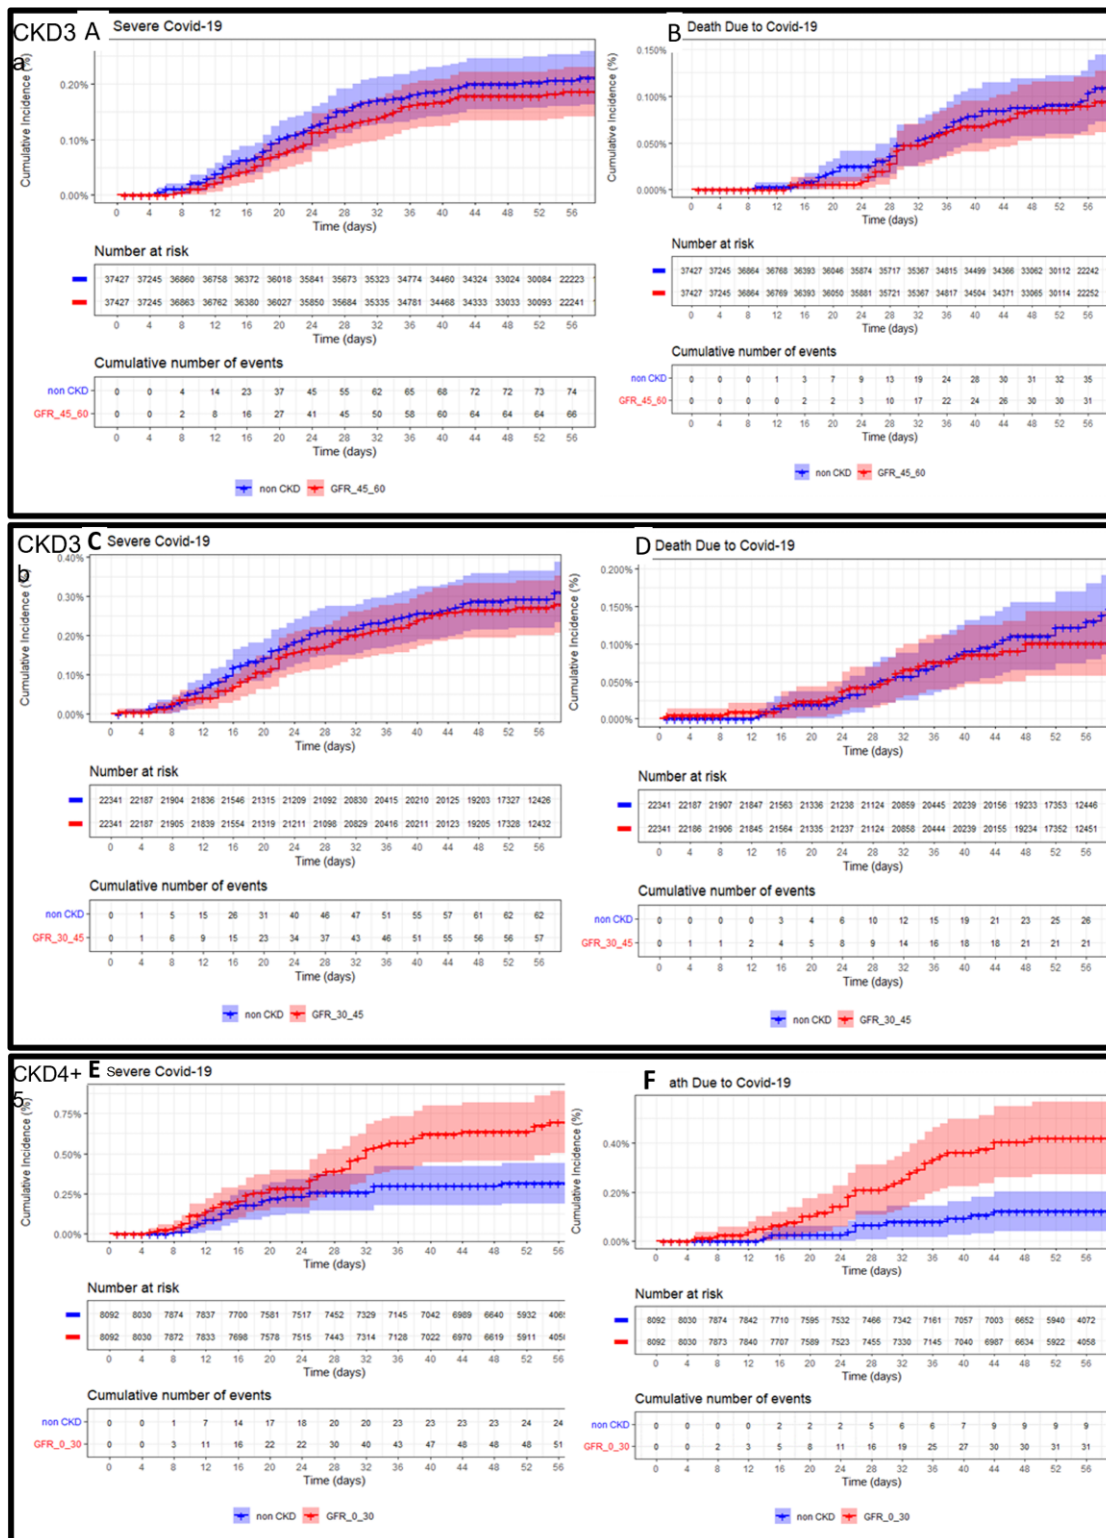 CKD3
a
A
Severe Covid-19
Cumulative Incidence (%)
0.20%
0.10%
0.00%
0 4 8 12 16 20 24 28 32 36 40 44 48 52 56
Time (days)
Number at risk
37427 37245 36860 36758 36372 36018 35841 35673 35323 34774 34460 34324 33024 30084 22223
37427 37245 36863 36762 36380 36027 35850 35684 35335 34781 34468 34333 33033 30093 22241
0 4 8 12 16 20 24 28 32 36 40 44 48 52 56
Time (days)
Cumulative number of events
non CKD 0 0 4 14 23 37 45 55 62 65 68 72 72 73 74
GFR_45_60 0 0 2 8 16 27 41 45 50 58 60 64 64 64 66
0 4 8 12 16 20 24 28 32 36 40 44 48 52 56
Time (days)
non CKD GFR_45_60
B
Death Due to Covid-19
Cumulative Incidence (%)
0.150%
0.100%
0.050%
0.000%
0 4 8 12 16 20 24 28 32 36 40 44 48 52 56
Time (days)
Number at risk
37427 37245 36864 36768 36393 36046 35874 35717 35367 34815 34499 34366 33062 30112 22242
37427 37245 36864 36769 36393 36050 35881 35721 35367 34817 34504 34371 33065 30114 22252
0 4 8 12 16 20 24 28 32 36 40 44 48 52 56
Time (days)
Cumulative number of events
non CKD 0 0 0 1 3 7 9 13 19 24 28 30 31 32 35
GFR_45_60 0 0 0 0 2 2 3 10 17 22 24 26 30 30 31
0 4 8 12 16 20 24 28 32 36 40 44 48 52 56
Time (days)
non CKD GFR_45_60
CKD3
b
C
Severe Covid-19
Cumulative Incidence (%)
0.40%
0.30%
0.20%
0.10%
0.00%
0 4 8 12 16 20 24 28 32 36 40 44 48 52 56
Time (days)
Number at risk
22341 22187 21904 21836 21546 21315 21209 21092 20830 20415 20210 20125 19203 17327 12426
22341 22187 21905 21839 21554 21319 21211 21098 20829 20416 20211 20123 19205 17328 12432
0 4 8 12 16 20 24 28 32 36 40 44 48 52 56
Time (days)
Cumulative number of events
non CKD 0 1 5 15 26 31 40 46 47 51 55 57 61 62 62
GFR_30_45 0 1 6 9 15 23 34 37 43 46 51 55 56 56 57
0 4 8 12 16 20 24 28 32 36 40 44 48 52 56
Time (days)
non CKD GFR_30_45
D
Death Due to Covid-19
Cumulative Incidence (%)
0.200%
0.150%
0.100%
0.050%
0.000%
0 4 8 12 16 20 24 28 32 36 40 44 48 52 56
Time (days)
Number at risk
22341 22187 21907 21847 21563 21336 21238 21124 20859 20445 20239 20156 19233 17353 12446
22341 22186 21906 21845 21564 21335 21237 21124 20858 20444 20239 20155 19234 17352 12451
0 4 8 12 16 20 24 28 32 36 40 44 48 52 56
Time (days)
Cumulative number of events
non CKD 0 0 0 0 3 4 6 10 12 15 19 21 23 25 26
GFR_30_45 0 1 1 2 4 5 8 9 14 16 18 18 21 21 21
0 4 8 12 16 20 24 28 32 36 40 44 48 52 56
Time (days)
non CKD GFR_30_45
CKD4+
5
E
Severe Covid-19
Cumulative Incidence (%)
0.75%
0.50%
0.25%
0.00%
0 4 8 12 16 20 24 28 32 36 40 44 48 52 56
Time (days)
Number at risk
8092 8030 7874 7837 7700 7581 7517 7452 7329 7145 7042 6989 6640 5932
8092 8030 7872 7833 7698 7578 7515 7443 7314 7128 7022 6970 6619 5911
0 4 8 12 16 20 24 28 32 36 40 44 48 52 56
Time (days)
Cumulative number of events
non CKD 0 0 1 7 14 17 18 20 20 23 23 23 23 24 24
GFR_0_30 0 0 3 11 16 22 22 30 40 43 47 48 48 48 51
0 4 8 12 16 20 24 28 32 36 40 44 48 52 56
Time (days)
non CKD GFR_0_30
F
ath Due to Covid-19
Cumulative Incidence (%)
0.40%
0.20%
0.00%
0 4 8 12 16 20 24 28 32 36 40 44 48 52 56
Time (days)
Number at risk
8092 8030 7874 7842 7710 7595 7532 7466 7342 7161 7057 7003 6652 5940 4072
8092 8030 7873 7840 7707 7589 7523 7455 7330 7145 7040 6987 6634 5922 4058
0 4 8 12 16 20 24 28 32 36 40 44 48 52 56
Time (days)
Cumulative number of events
non CKD 0 0 0 0 2 2 2 5 6 6 7 9 9 9 9
GFR_0_30 0 0 2 3 5 8 11 16 19 25 27 30 30 31 31
0 4 8 12 16 20 24 28 32 36 40 44 48 52 56
Time (days)
non CKD GFR_0_30